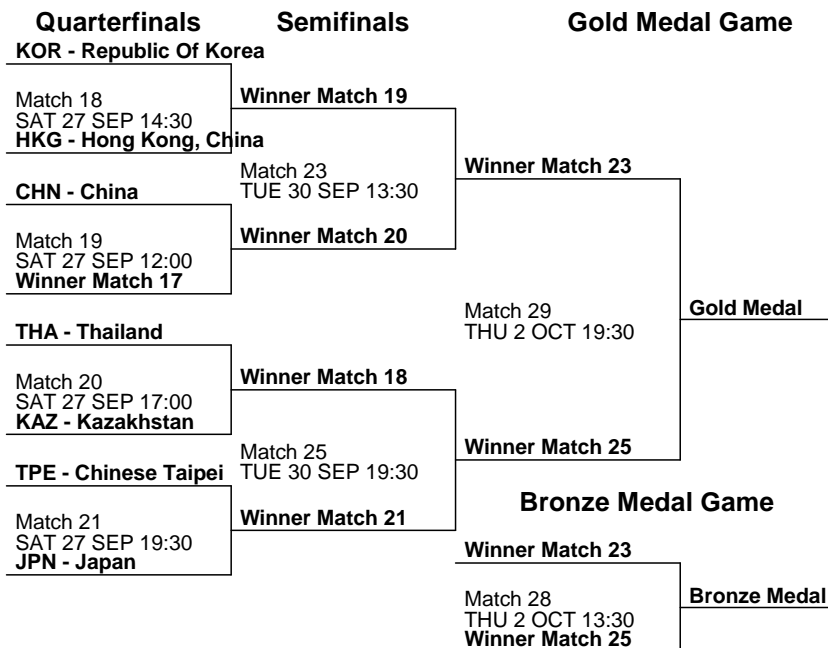 Quarterfinals
Semifinals
Gold Medal Game
KOR - Republic Of Korea
Match 18
SAT 27 SEP 14:30
HKG - Hong Kong, China
CHN - China
Match 19
SAT 27 SEP 12:00
Winner Match 17
THA - Thailand
Match 20
SAT 27 SEP 17:00
KAZ - Kazakhstan
TPE - Chinese Taipei
Match 21
SAT 27 SEP 19:30
JPN - Japan
Winner Match 19
Match 23
TUE 30 SEP 13:30
Winner Match 20
Winner Match 18
Match 25
TUE 30 SEP 19:30
Winner Match 21
Winner Match 23
Match 29
THU 2 OCT 19:30
Winner Match 25
Gold Medal
Bronze Medal Game
Winner Match 23
Match 28
THU 2 OCT 13:30
Winner Match 25
Bronze Medal